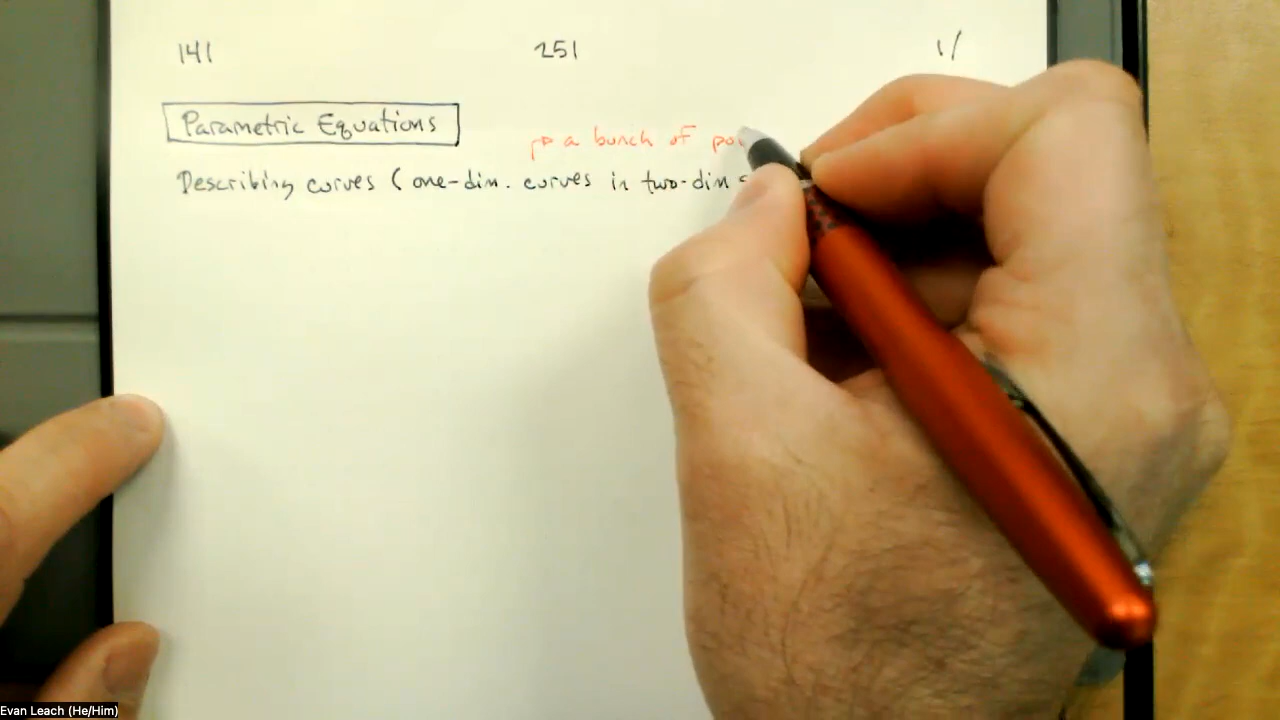 141 251 1/
Parametric Equations
a bunch of
Describing curves ( one-dim. curves in two-dim
Evan Leach (He/Him)